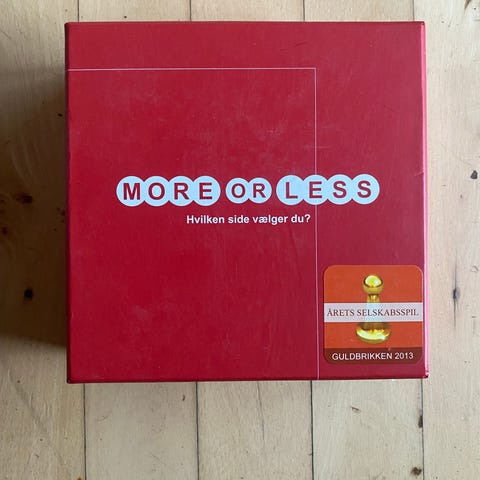 MORE OR LESS
Hvilken side vælger du?
ÅRETS SELSKABSSPIL
GULDBRIKKEN 2013